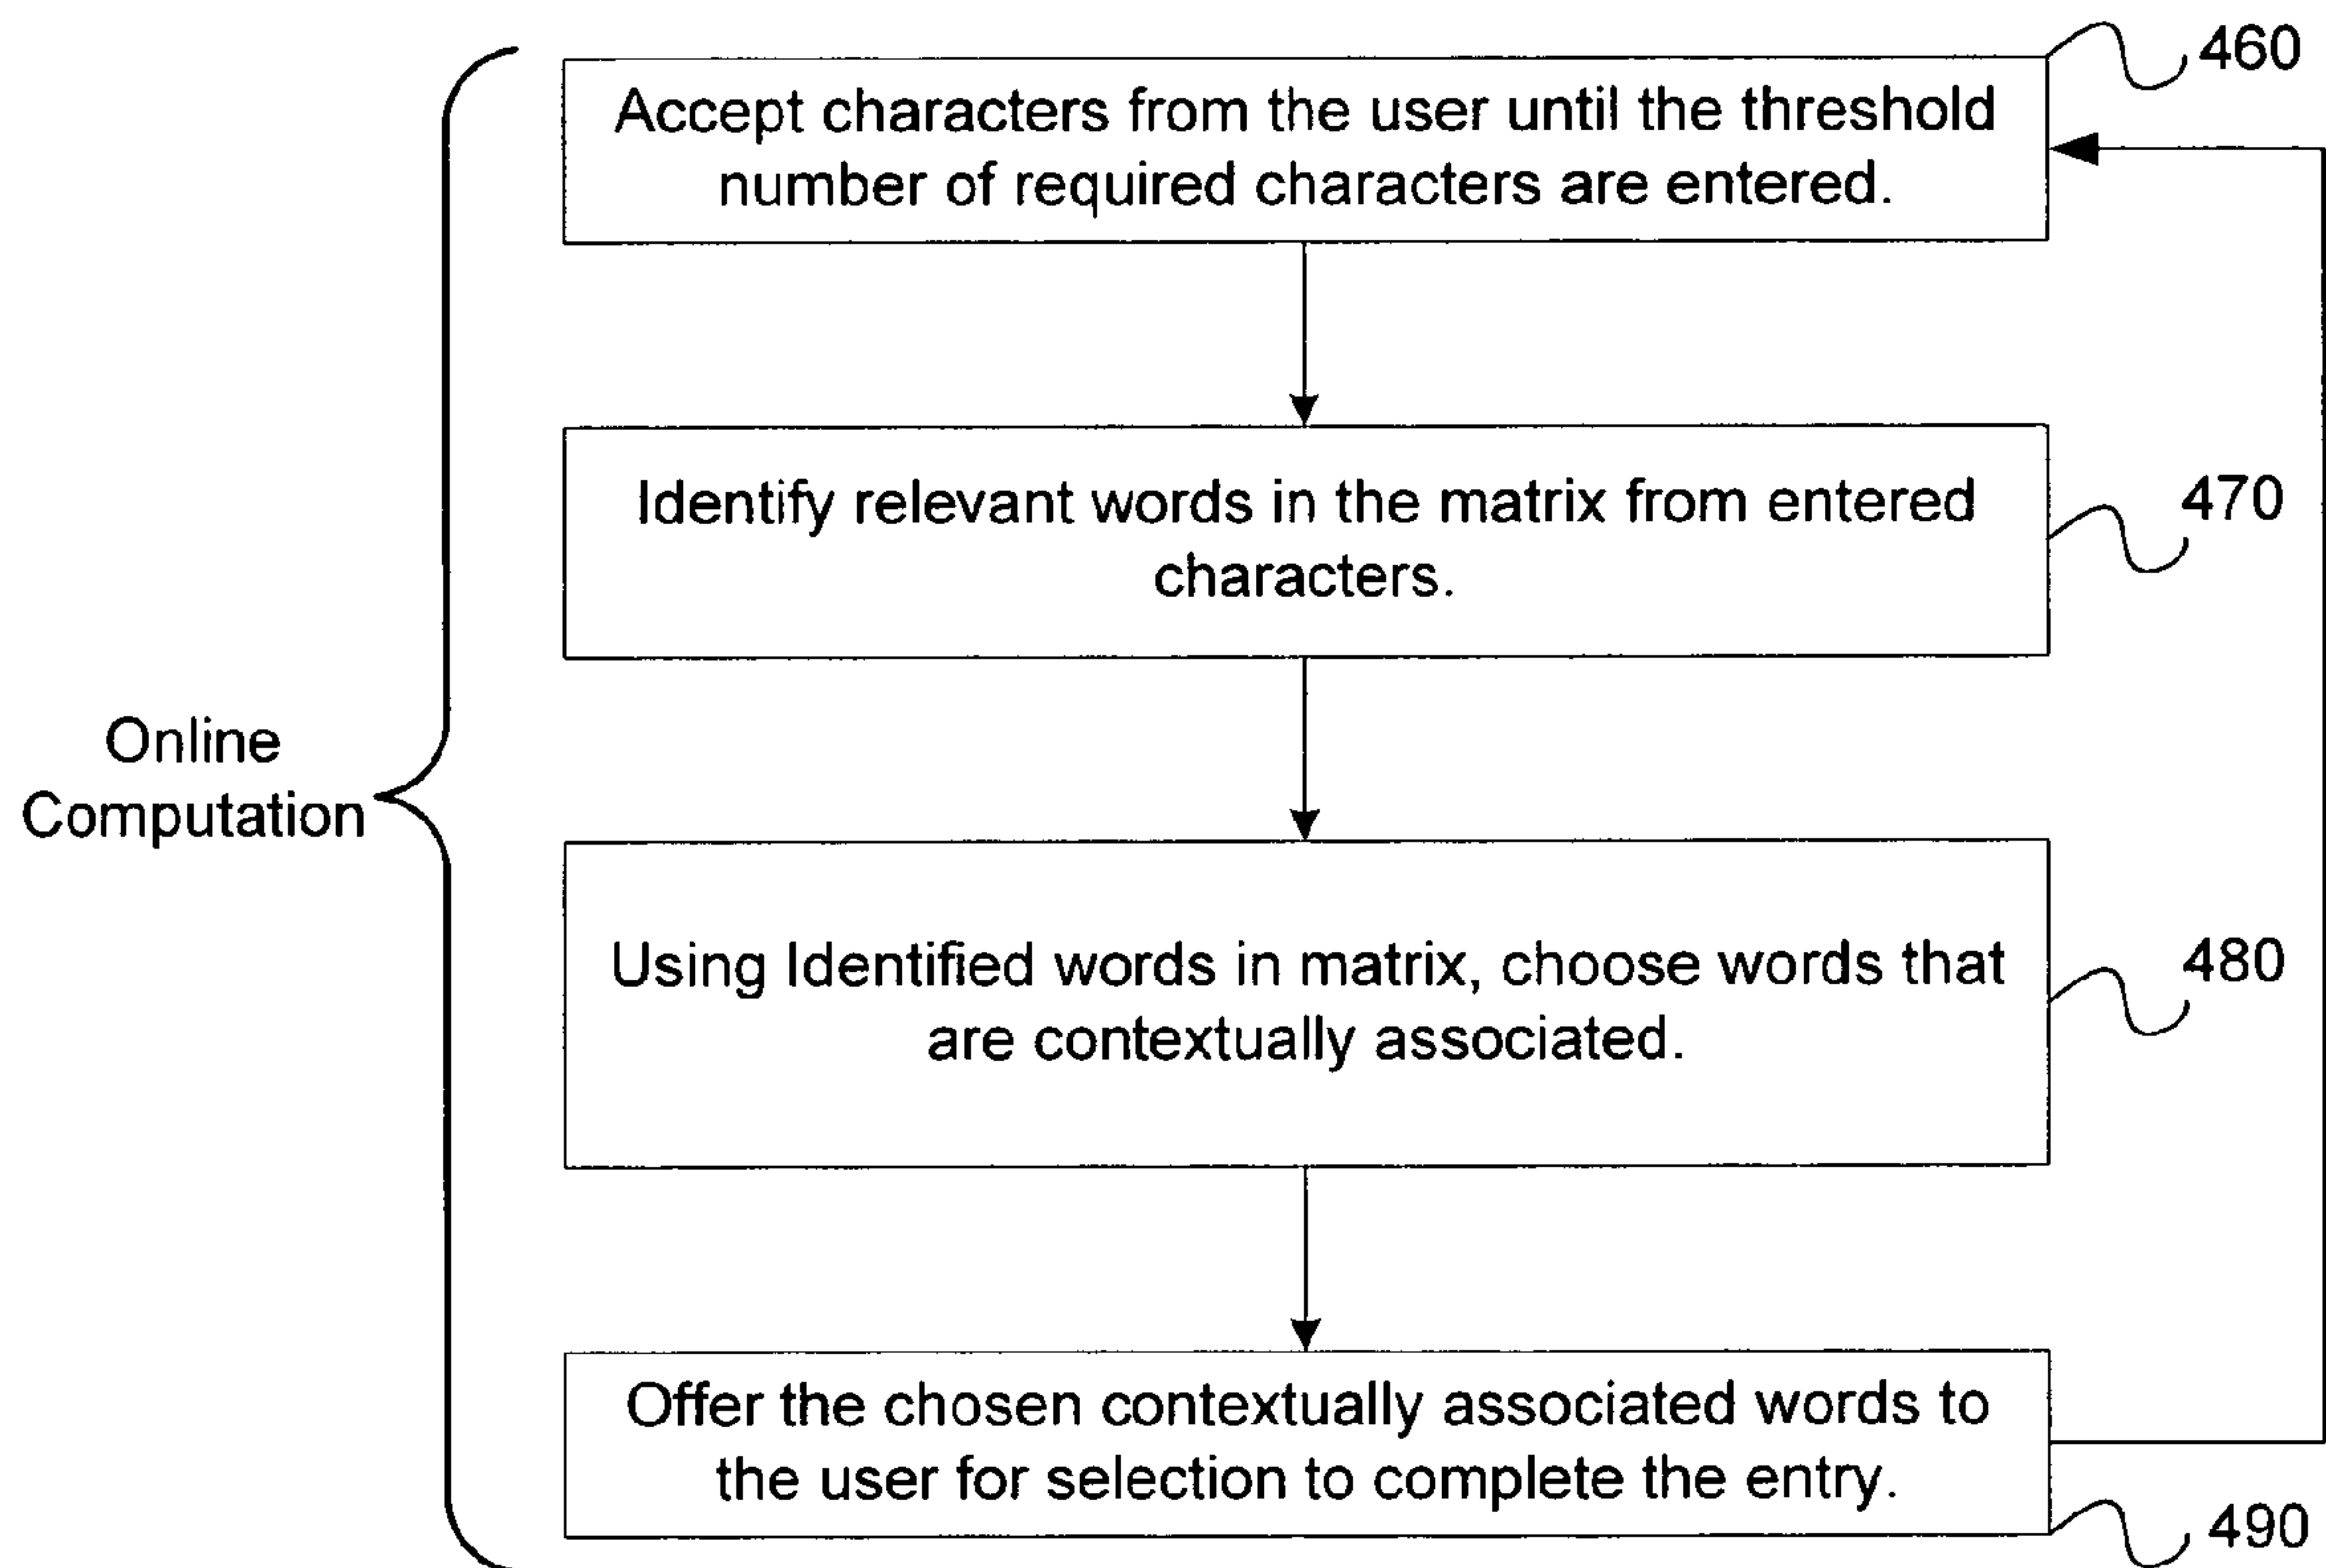 460
Accept characters from the user until the threshold
number of required characters are entered.
Identify relevant words in the matrix from entered
characters.
470
Online
Computation
Using Identified words in matrix, choose words that
are contextually associated.
480
Offer the chosen contextually associated words to
the user for selection to complete the entry.
490